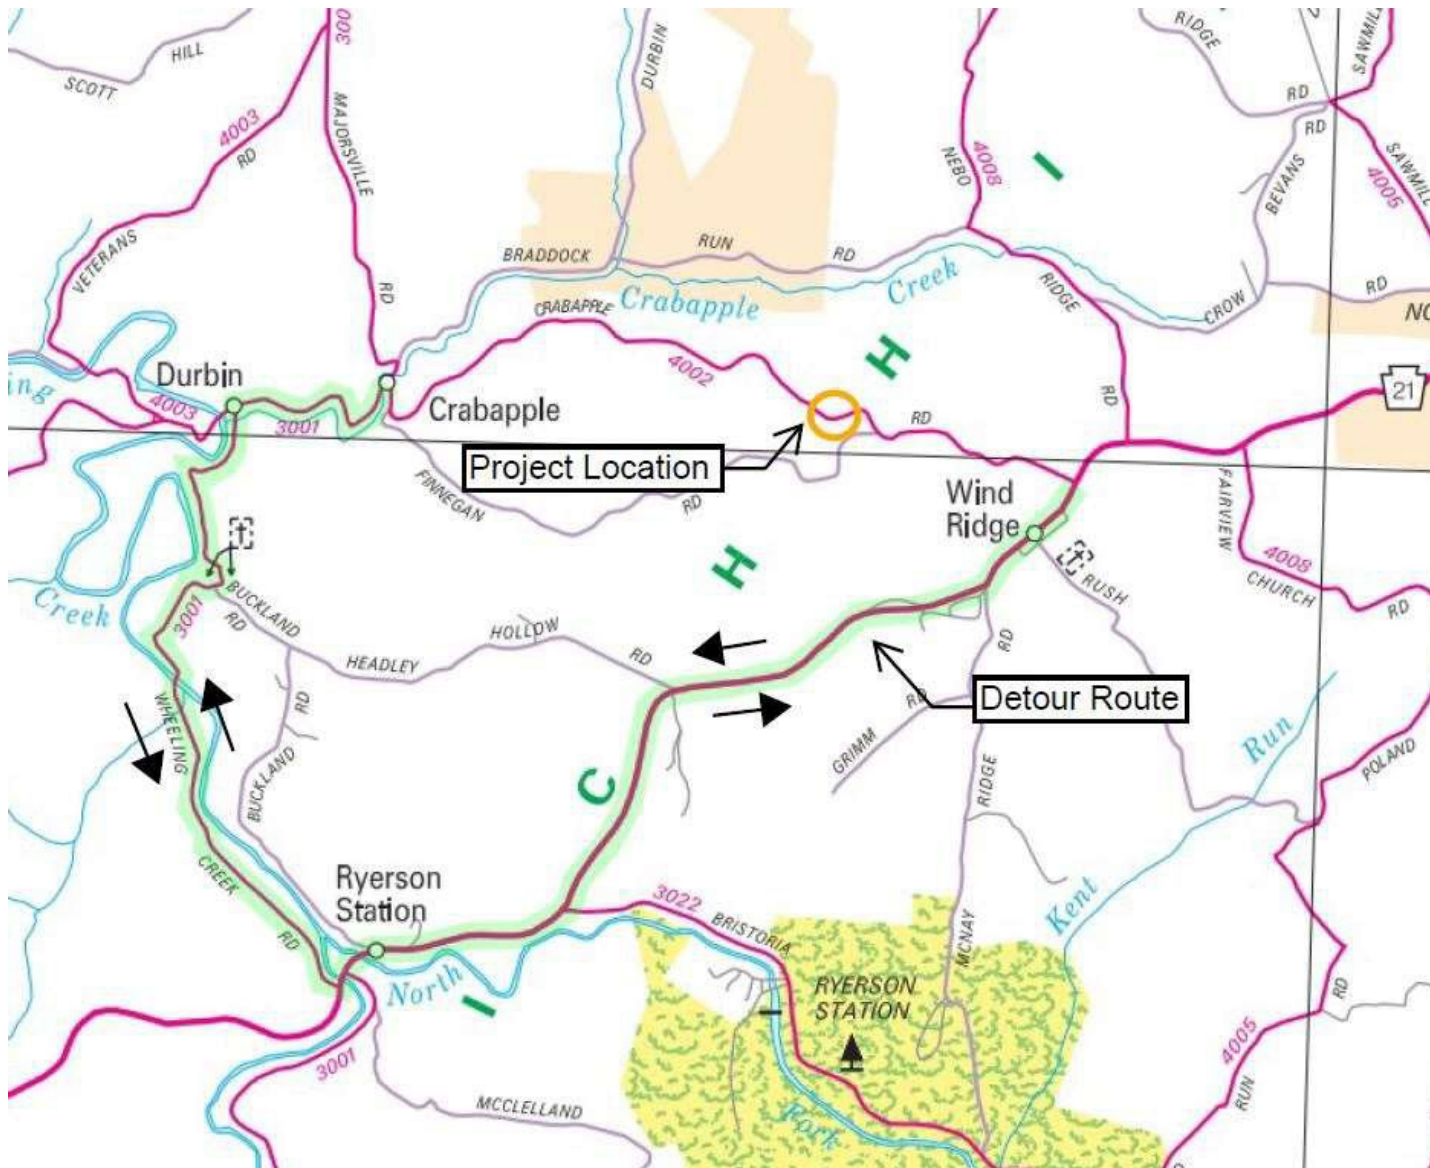 RIDGE
SAWMILL
300
DURBIN
HILL
SCOTT
RD
RD
4003
RD
MAJORSVILLE
NEBO
4008
I
BEVANS
SAWMILL
4005
VETERANS
RD
BRADDOCK
RUN
RD
Creek
Crabapple
CRABAPPLE
RIDGE
CROW
RD
NO
ing
Durbin
4003
3001
Crabapple
4002
H
RD
RD
21
Project Location
FINNEGAN
RD
Wind
Ridge
FAIRVIEW
4008
CHURCH
RD
H
RUSH
Creek
3001
BUCKLAND
RD
HEADLEY
HOLLOW
RD
RD
RD
Detour Route
GRIMM
RD
WHEELING
BUCKLAND
C
RIDGE
Run
POLAND
CREEK
RD
Ryerson
Station
3022
BRISTORIA
MCNAY
Kent
North
I
RYERSON
STATION
RD
3001
4005
RUN
MCCLELLAND
Fork